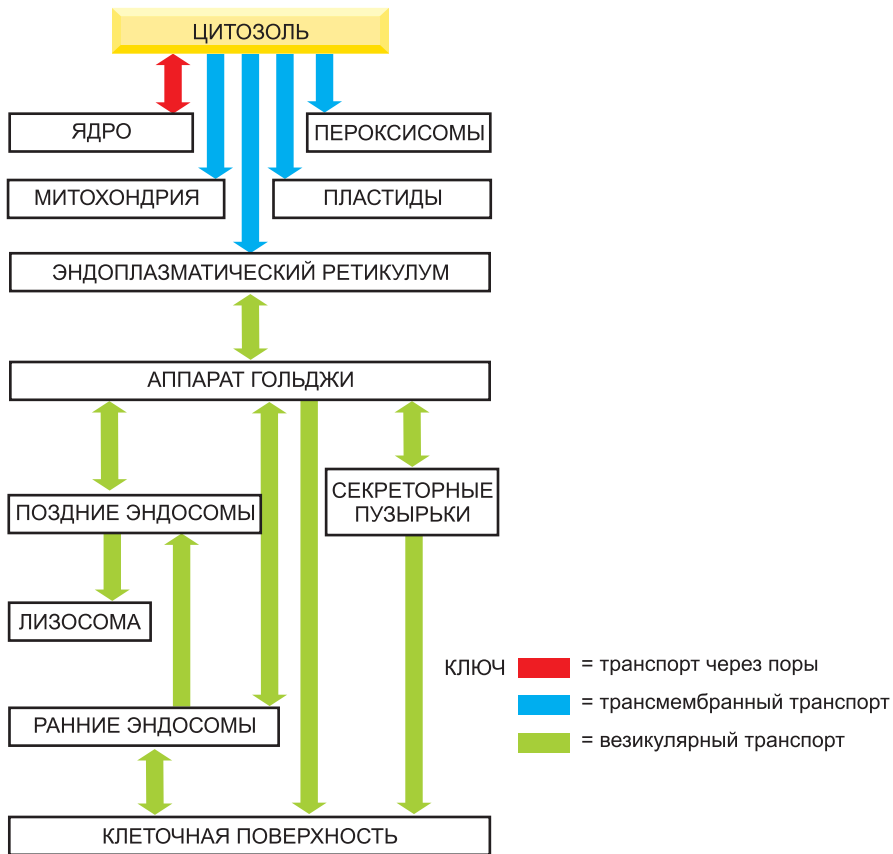 ЦИТОЗОЛЬ
ЯДРО
ПЕРОКСИСОМЫ
МИТОХОНДРИЯ
ПЛАСТИДЫ
ЭНДОПЛАЗМАТИЧЕСКИЙ РЕТИКУЛУМ
АППАРАТ ГОЛЬДЖИ
ПОЗДНИЕ ЭНДОСОМЫ
СЕКРЕТОРНЫЕ
ПУЗЫРЬКИ
ЛИЗОСОМА
РАННИЕ ЭНДОСОМЫ
КЛЕТОЧНАЯ ПОВЕРХНОСТЬ
КЛЮЧ
= транспорт через поры
= трансмембранный транспорт
= везикулярный транспорт